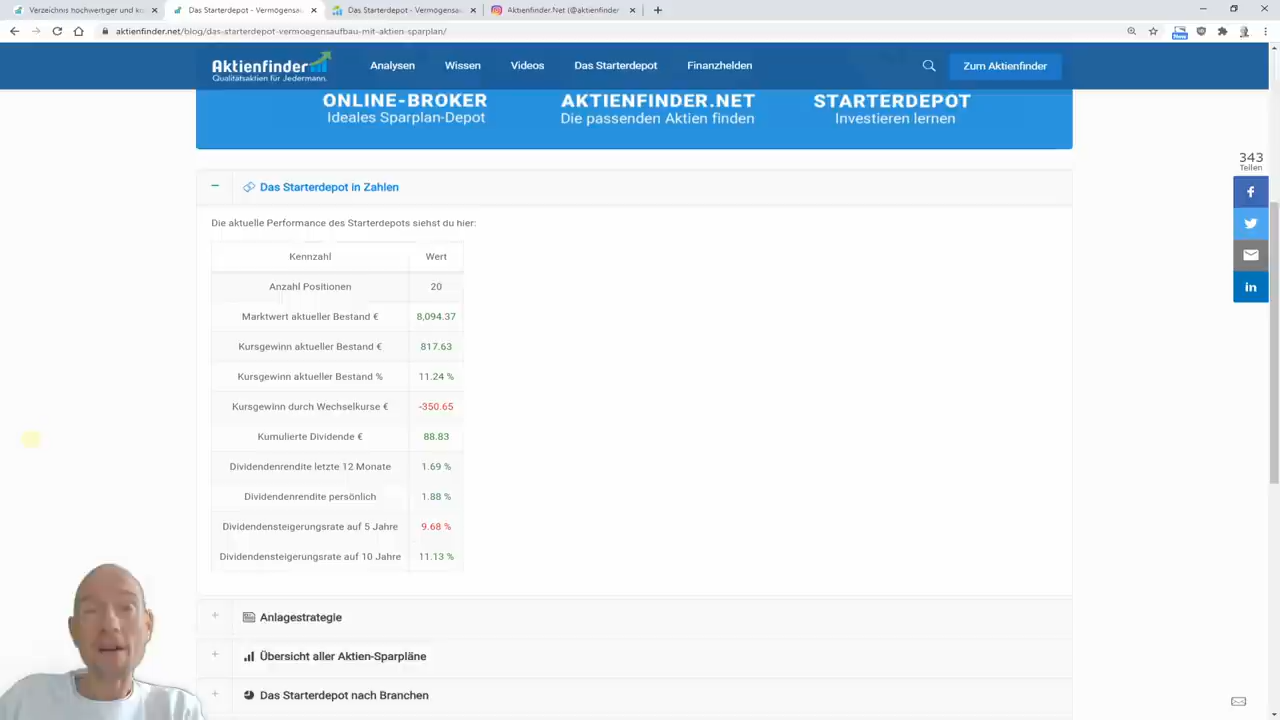 Verzeichnis hochwertiger und ko
Das Starterdepot - Vermögensau
Das Starterdepot - Vermögensau
Aktienfinder.Net (@aktienfinder
aktienfinder.net/blog/das-starterdepot-vermoegensaufbau-mit-aktien-sparplan/
New
Aktienfinder
Qualitätsaktien für Jedermann.
Analysen
Wissen
Videos
Das Starterdepot
Finanzhelden
Zum Aktienfinder
ONLINE-BROKER
Ideales Sparplan-Depot
AKTIENFINDER.NET
Die passenden Aktien finden
STARTERDEPOT
Investieren lernen
343
Teilen
Das Starterdepot in Zahlen
Die aktuelle Performance des Starterdepots siehst du hier:
Kennzahl Wert
Anzahl Positionen 20
Marktwert aktueller Bestand € 8,094.37
Kursgewinn aktueller Bestand € 817.63
Kursgewinn aktueller Bestand % 11.24 %
Kursgewinn durch Wechselkurse € -350.65
Kumulierte Dividende € 88.83
Dividendenrendite letzte 12 Monate 1.69 %
Dividendenrendite persönlich 1.88 %
Dividendensteigerungsrate auf 5 Jahre 9.68 %
Dividendensteigerungsrate auf 10 Jahre 11.13 %
Anlagestrategie
Übersicht aller Aktien-Sparpläne
Das Starterdepot nach Branchen